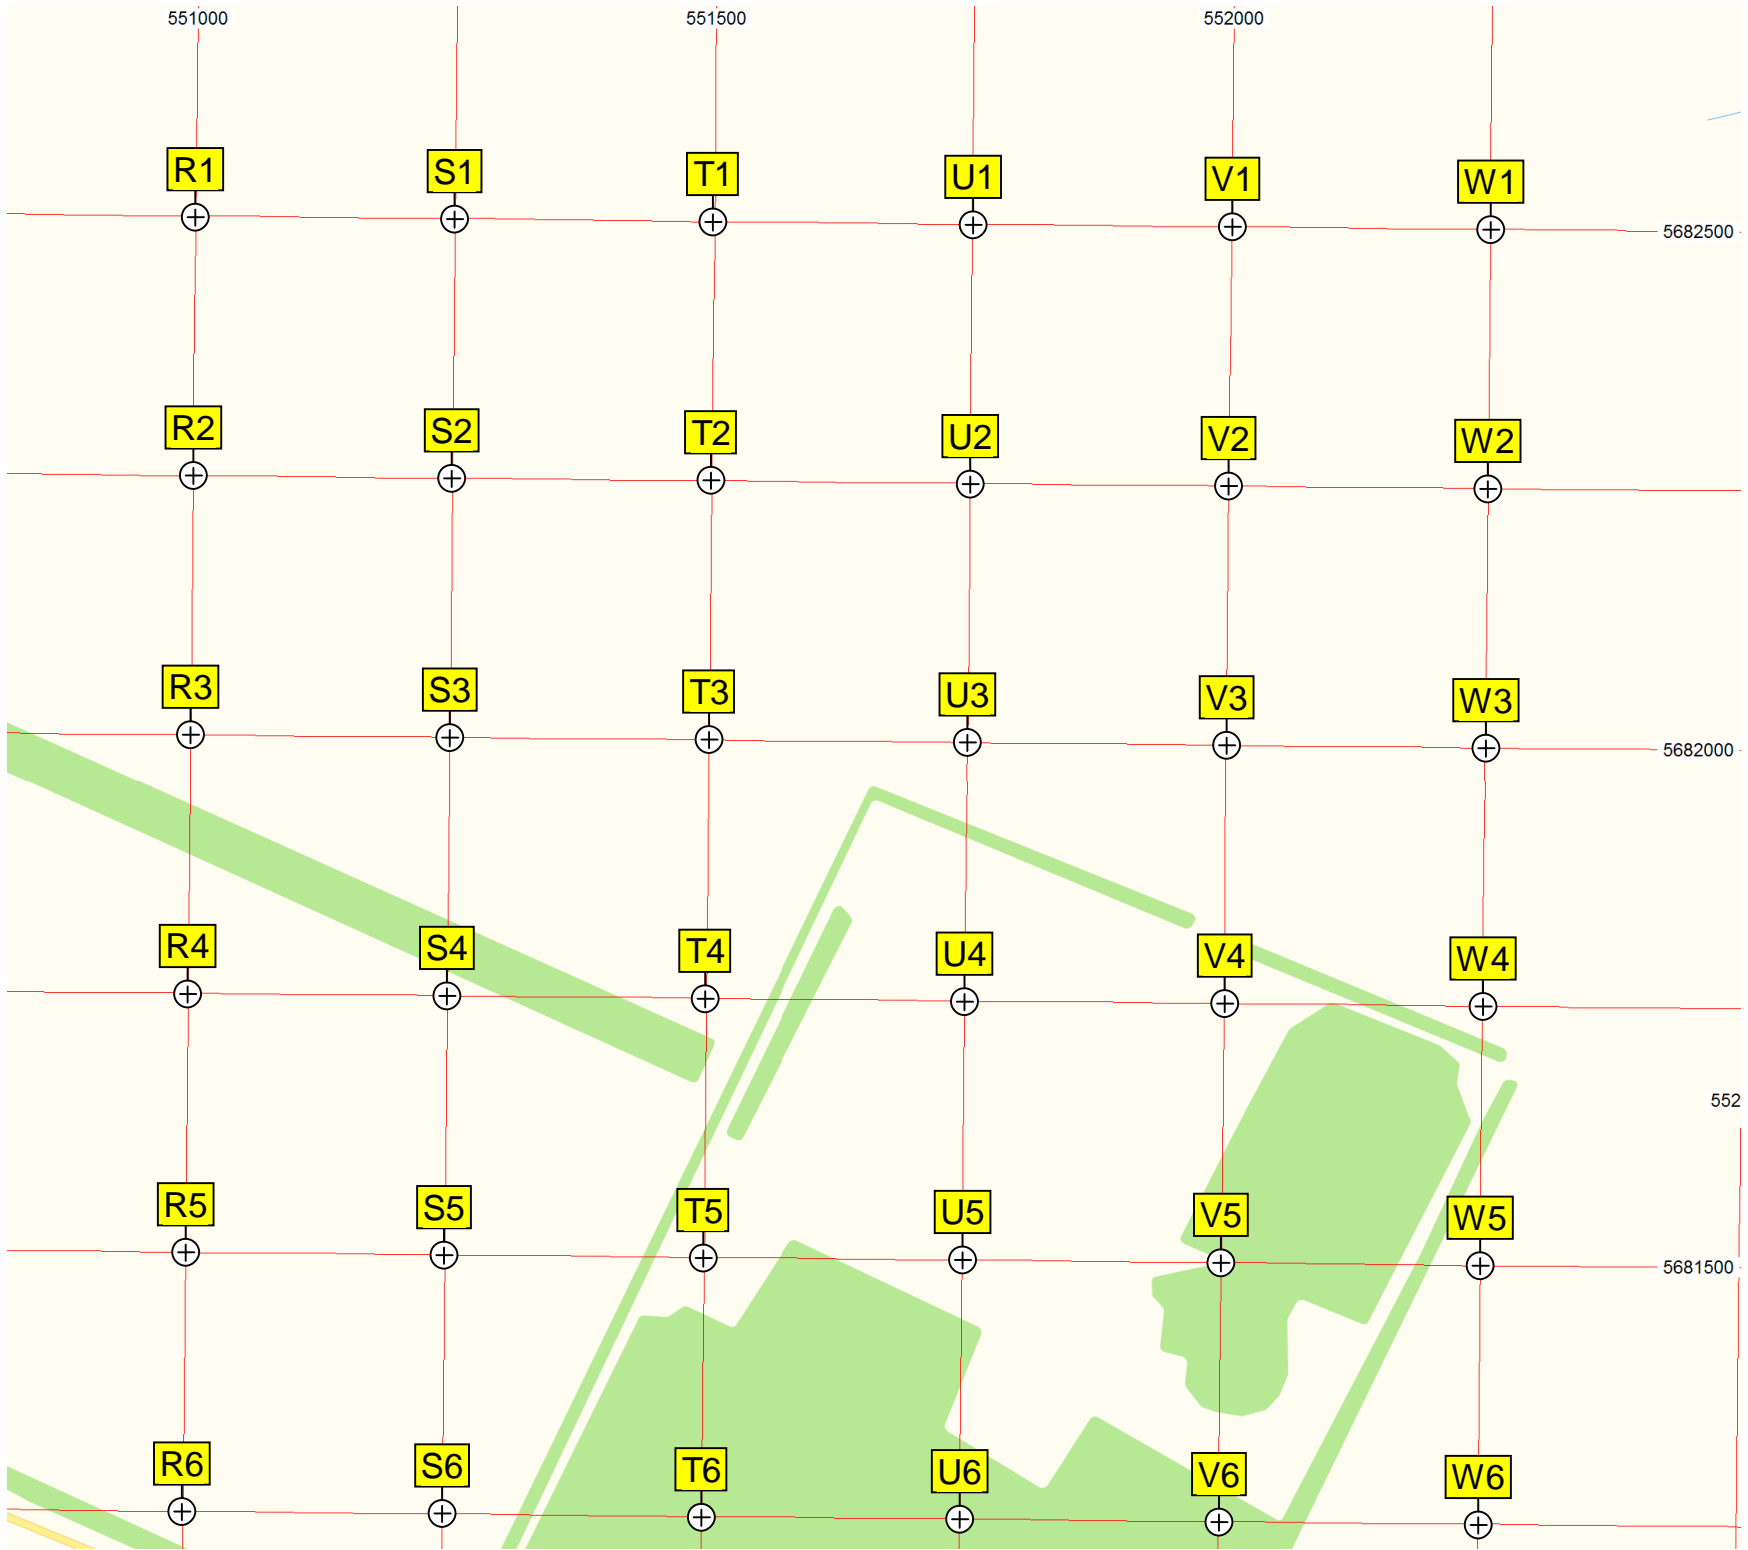 551000 551500 552000
R1 S1 T1 U1 V1 W1
5682500
R2 S2 T2 U2 V2 W2
R3 S3 T3 U3 V3 W3
5682000
R4 S4 T4 U4 V4 W4
552
R5 S5 T5 U5 V5 W5
5681500
R6 S6 T6 U6 V6 W6